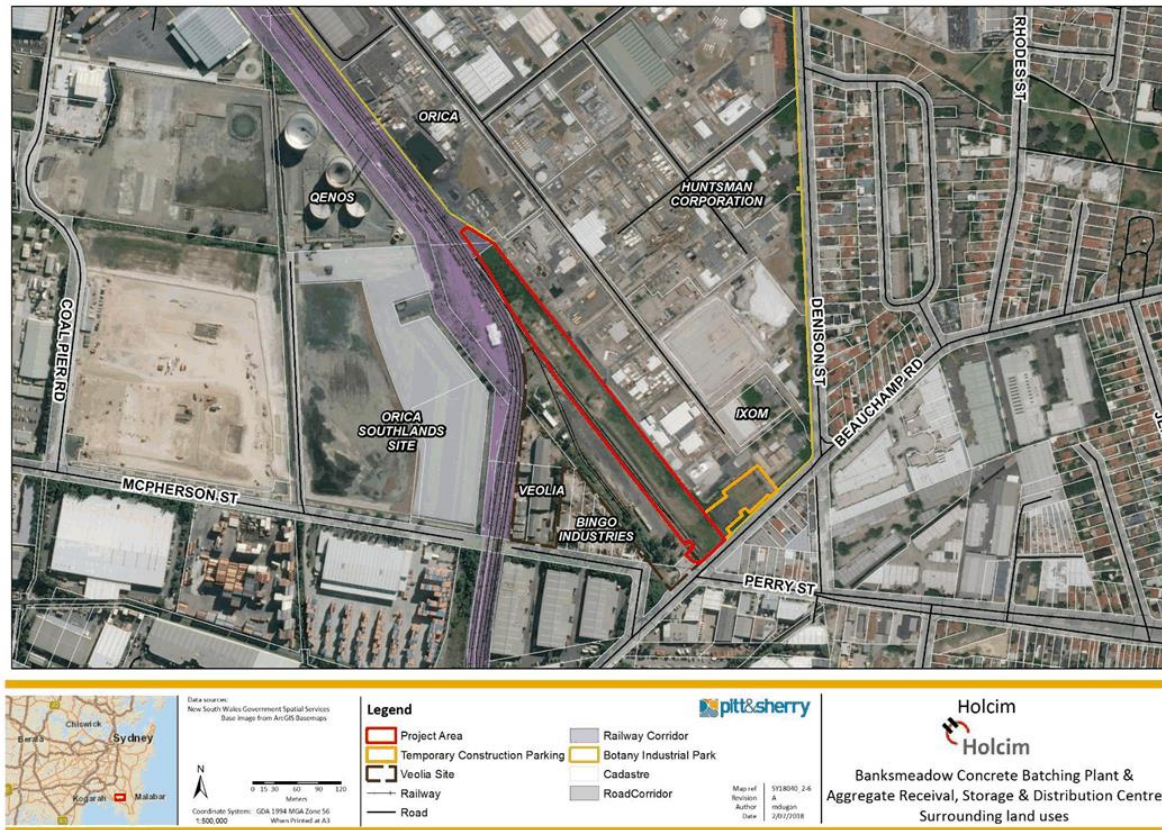 RHODES ST
ORICA
QENOS
HUNTSMAN
CORPORATION
COAL PIER RD
DENISON ST
BEAUCHAMP RD
IXOM
ORICA
SOUTHLANDS
SITE
MCPHERSON ST
VEOLIA
BINGO
INDUSTRIES
PERRY ST
Chiswick
Berala
Sydney
Kogarah
Malabar
Data sources:
New South Wales Government Spatial Services
Base Image from ArcGIS Basemaps
N
0 15 30 60 90 120
Meters
Coordinate System: GDA 1994 MGA Zone 56
1:500,000 When Printed at A3
Legend
Project Area
Temporary Construction Parking
Veolia Site
Railway
Road
Railway Corridor
Botany Industrial Park
Cadastre
RoadCorridor
pitt&sherry
Map ref SY18040_2-6
Revision A
Author mdugan
Date 2/07/2018
Holcim
Holcim
Banksmeadow Concrete Batching Plant &
Aggregate Receival, Storage & Distribution Centre
Surrounding land uses